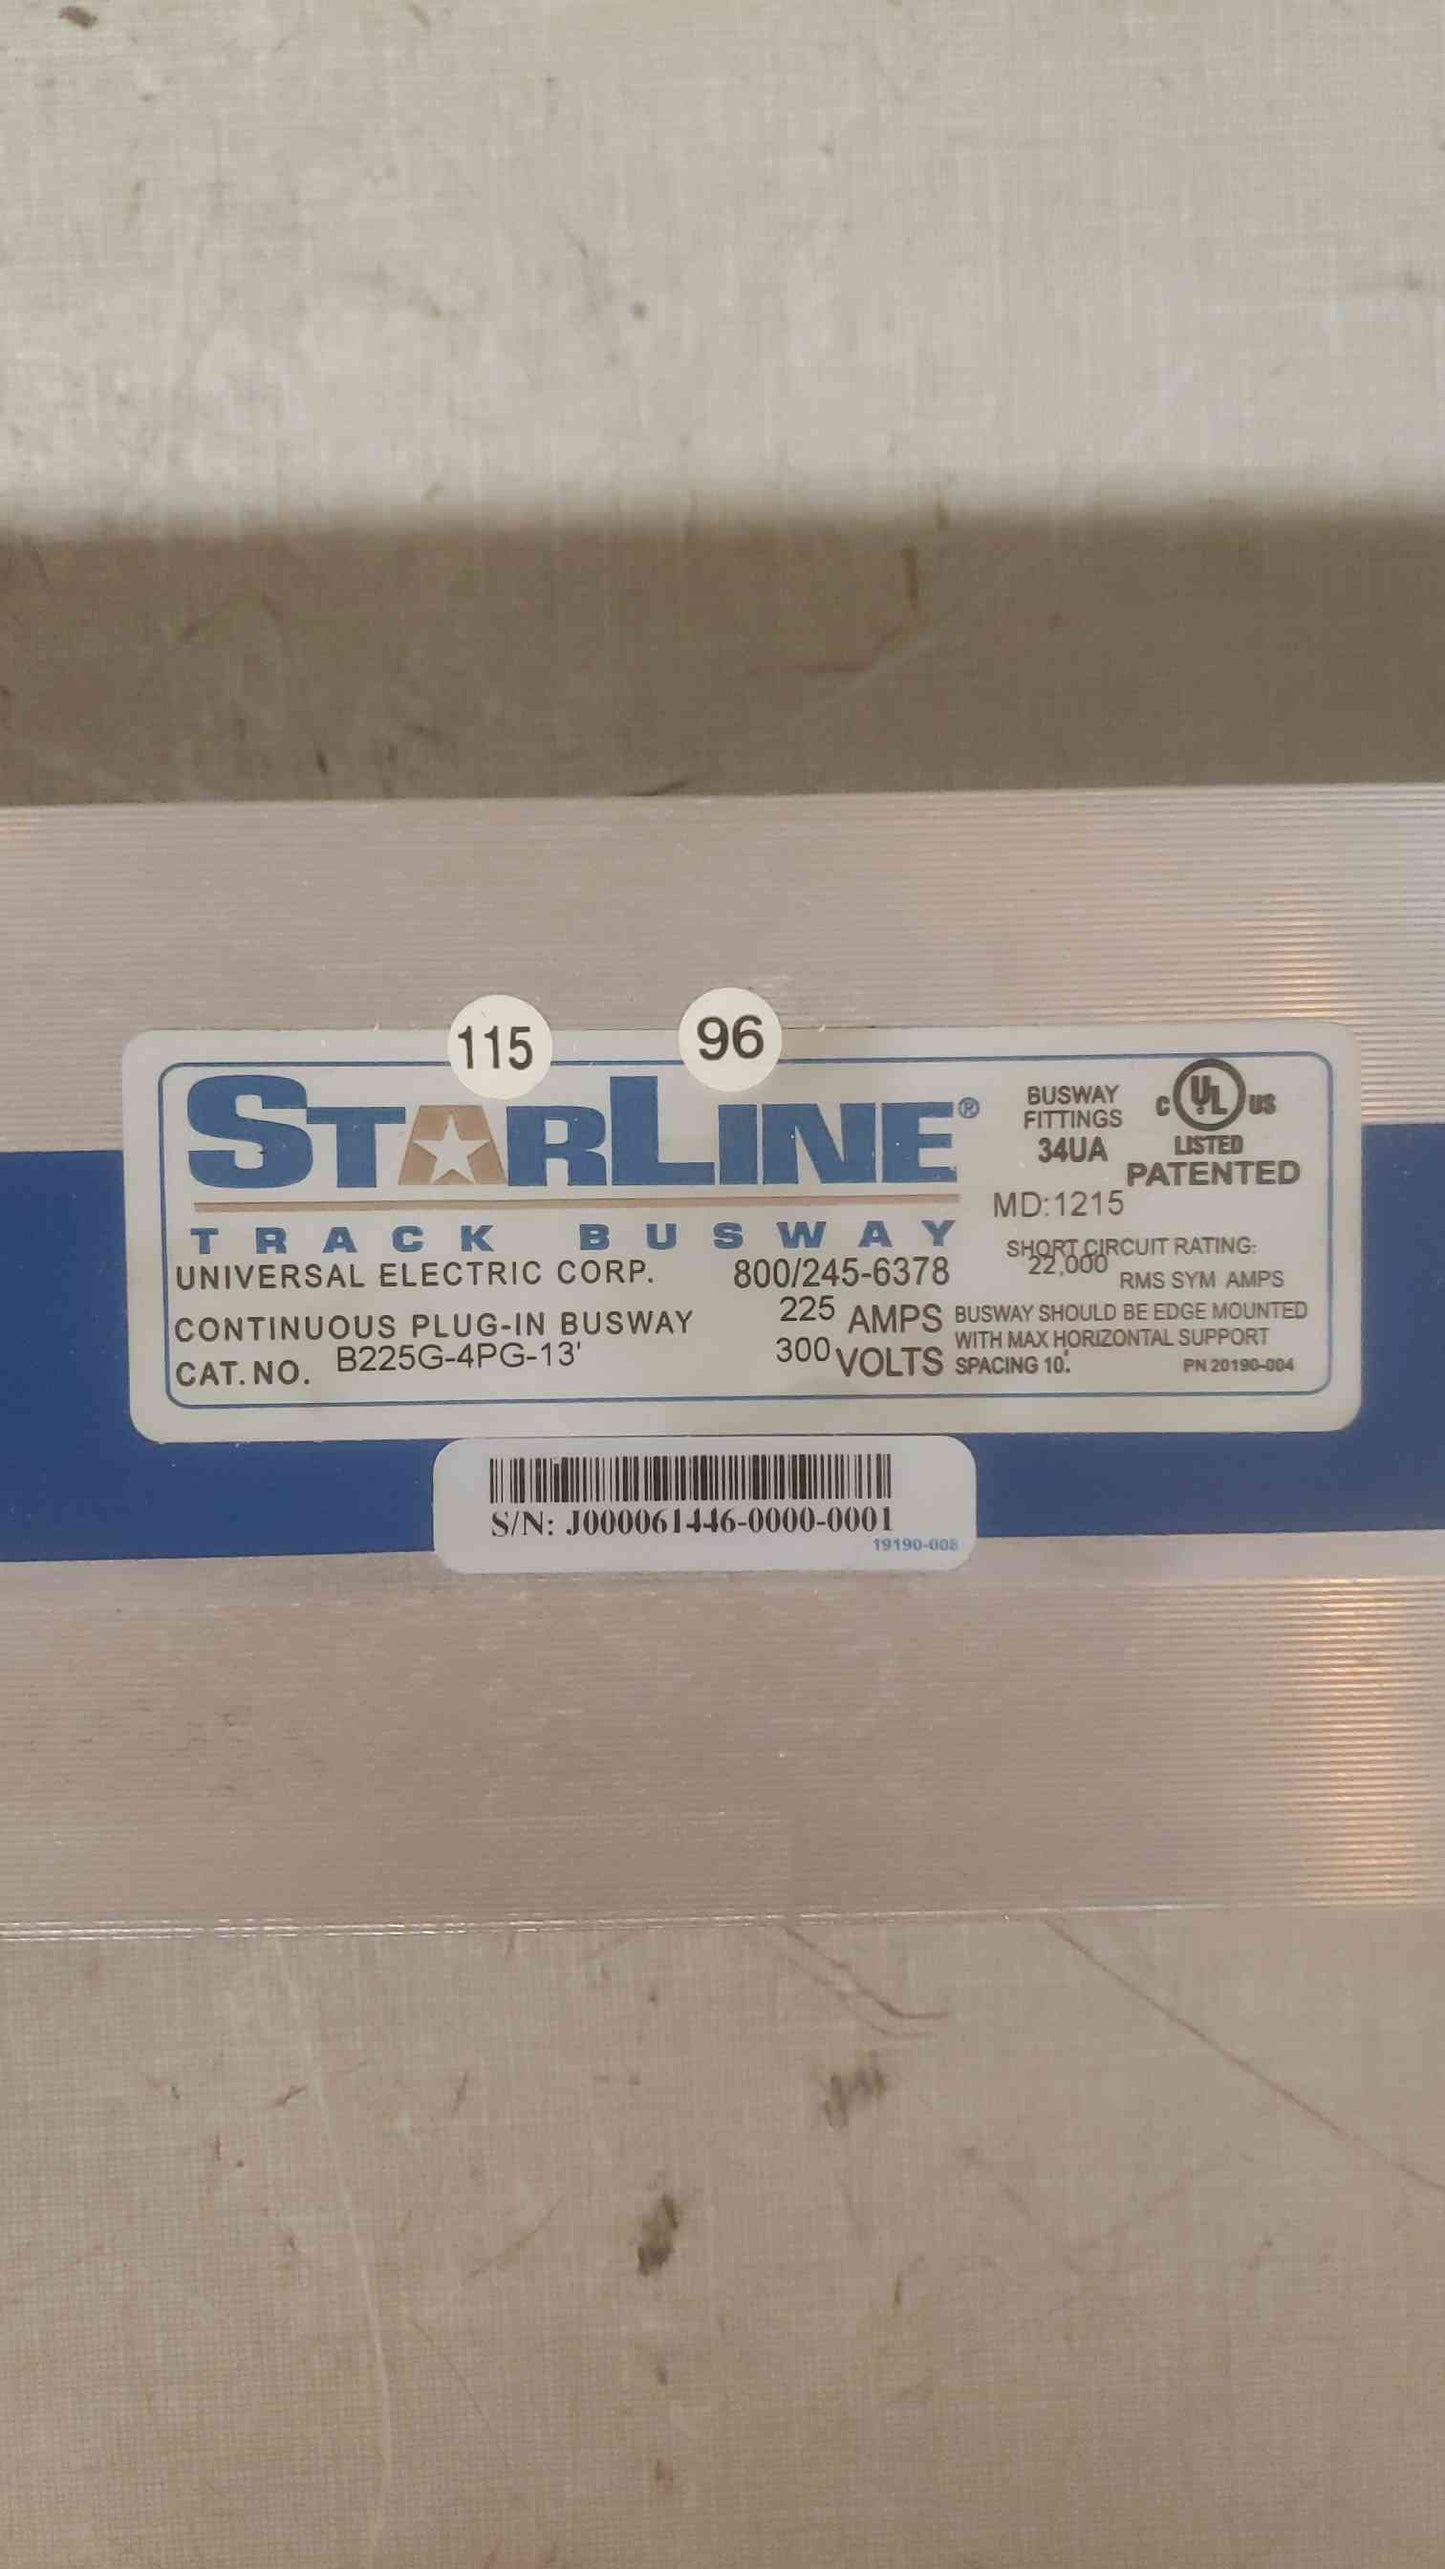 115
96
STARLINE®
TRACK BUSWAY
UNIVERSAL ELECTRIC CORP. 800/245-6378
CONTINUOUS PLUG-IN BUSWAY
CAT. NO. B225G-4PG-13'
225 AMPS
300 VOLTS
BUSWAY
FITTINGS
34UA
C UL US
LISTED
PATENTED
MD:1215
SHORT CIRCUIT RATING:
22,000 RMS SYM AMPS
BUSWAY SHOULD BE EDGE MOUNTED
WITH MAX HORIZONTAL SUPPORT
SPACING 10'.
PN 20190-004
S/N: J000061446-0000-0001
19190-008